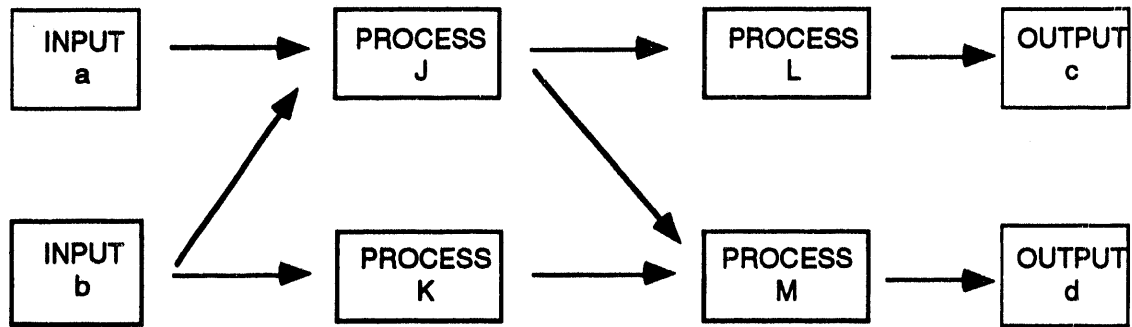 INPUT
a
PROCESS
J
PROCESS
L
OUTPUT
c
INPUT
b
PROCESS
K
PROCESS
M
OUTPUT
d